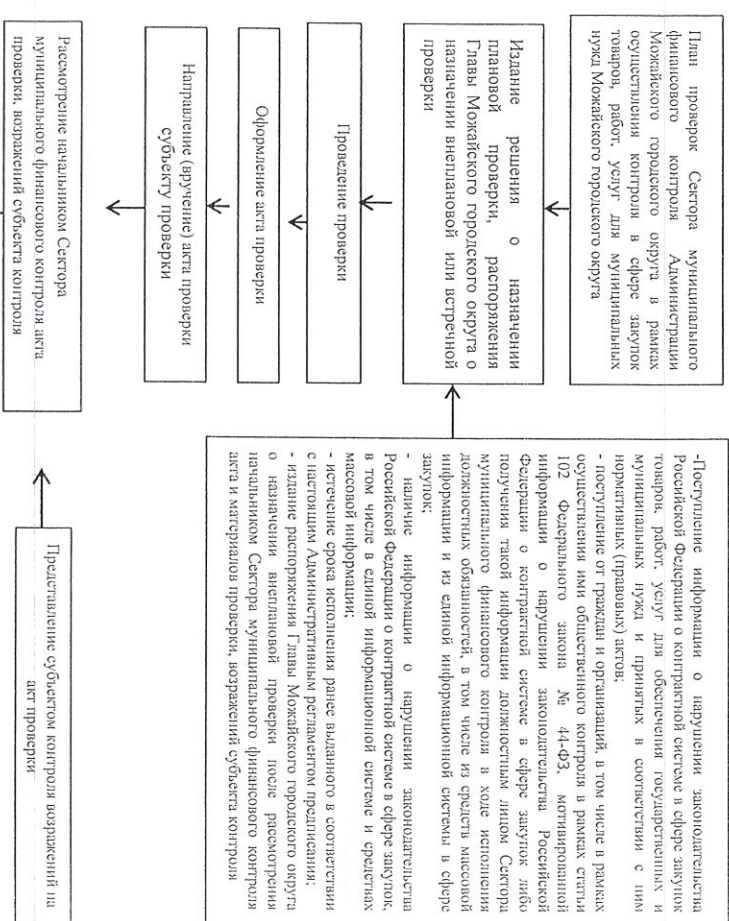 План проверок Сектора муниципального
финансового контроля Администрации
Можайского городского округа в рамках
осуществления контроля в сфере закупок
товаров, работ, услуг для муниципальных
нужд Можайского городского округа
Издание решения о назначении
плановой проверки, распоряжения
Главы Можайского городского округа о
назначении внеплановой или встречной
проверки
Проведение проверки
Оформление акта проверки
Направление (вручение) акта проверки
субъекту проверки
Рассмотрение начальником Сектора
муниципального финансового контроля акта
проверки, возражений субъекта контроля
-Поступление информации о нарушении законодательства
Российской Федерации о контрактной системе в сфере закупок
товаров, работ, услуг для обеспечения государственных и
муниципальных нужд и принятых в соответствии с ним
нормативных (правовых) актов;
- поступление от граждан и организаций, в том числе в рамках
осуществления ими общественного контроля в рамках статьи
102 Федерального закона № 44-ФЗ, мотивированной
информации о нарушении законодательства Российской
Федерации о контрактной системе в сфере закупок либо
получения такой информации должностным лицом Сектора
муниципального финансового контроля в ходе исполнения
должностных обязанностей, в том числе из средств массовой
информации и из единой информационной системы в сфере
закупок;
- наличие информации о нарушении законодательства
Российской Федерации о контрактной системе в сфере закупок,
в том числе в единой информационной системе и средствах
массовой информации;
- истечение срока исполнения ранее выданного в соответствии
с настоящим Административным регламентом предписания;
- издание распоряжения Главы Можайского городского округа
о назначении внеплановой проверки после рассмотрения
начальником Сектора муниципального финансового контроля
акта и материалов проверки, возражений субъекта контроля
Представление субъектом контроля возражений на
акт проверки